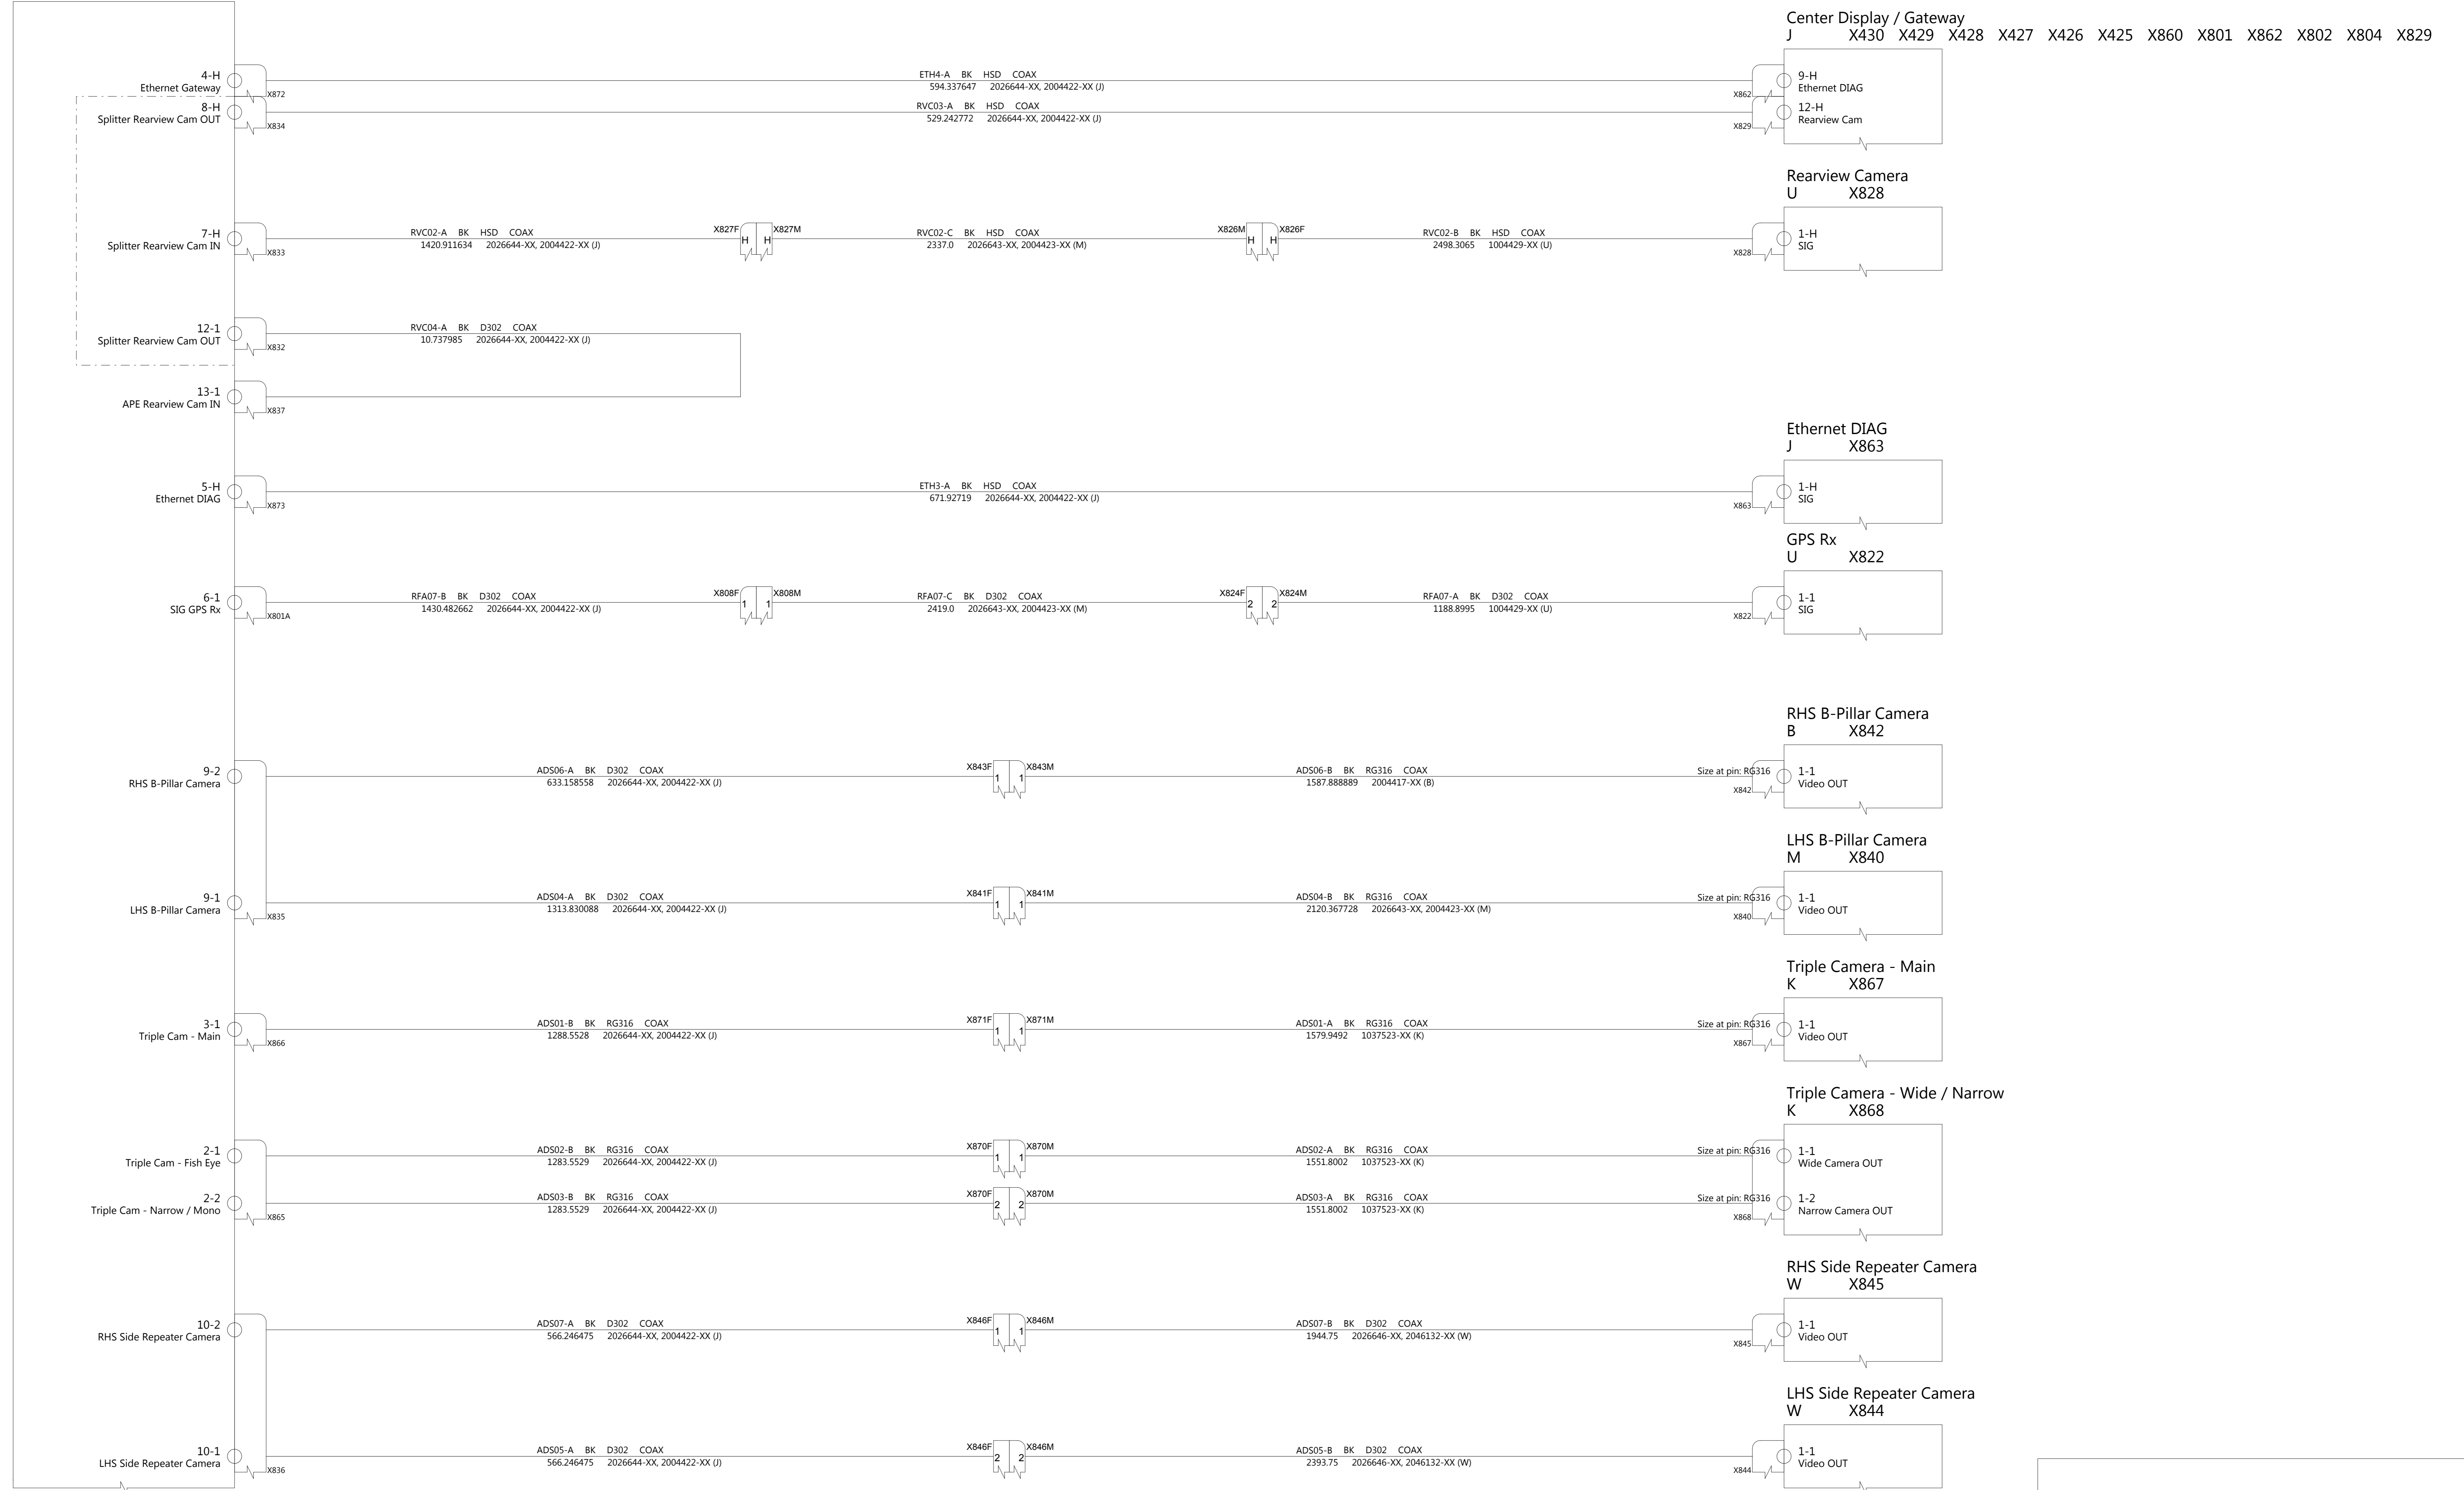 Center Display / Gateway
J X430 X429 X428 X427 X426 X425 X860 X801 X862 X802 X804 X829
4-H
Ethernet Gateway
X872
ETH4-A BK HSD COAX
594.337647 2026644-XX, 2004422-XX (J)
X862
9-H
Ethernet DIAG
8-H
Splitter Rearview Cam OUT
X834
RVC03-A BK HSD COAX
529.242772 2026644-XX, 2004422-XX (J)
X829
12-H
Rearview Cam
Rearview Camera
U X828
7-H
Splitter Rearview Cam IN
X833
RVC02-A BK HSD COAX
1420.911634 2026644-XX, 2004422-XX (J)
X827F H H X827M
RVC02-C BK HSD COAX
2337.0 2026643-XX, 2004423-XX (M)
X826M H H X826F
RVC02-B BK HSD COAX
2498.3065 1004429-XX (U)
X828
1-H
SIG
12-1
Splitter Rearview Cam OUT
X832
RVC04-A BK D302 COAX
10.737985 2026644-XX, 2004422-XX (J)
13-1
APE Rearview Cam IN
X837
Ethernet DIAG
J X863
5-H
Ethernet DIAG
X873
ETH3-A BK HSD COAX
671.92719 2026644-XX, 2004422-XX (J)
X863
1-H
SIG
GPS Rx
U X822
6-1
SIG GPS Rx
X801A
RFA07-B BK D302 COAX
1430.482662 2026644-XX, 2004422-XX (J)
X808F 1 1 X808M
RFA07-C BK D302 COAX
2419.0 2026643-XX, 2004423-XX (M)
X824F 2 2 X824M
RFA07-A BK D302 COAX
1188.8995 1004429-XX (U)
X822
1-1
SIG
RHS B-Pillar Camera
B X842
9-2
RHS B-Pillar Camera
ADS06-A BK D302 COAX
633.158558 2026644-XX, 2004422-XX (J)
X843F 1 1 X843M
ADS06-B BK RG316 COAX
1587.888889 2004417-XX (B)
Size at pin: RG316
X842
1-1
Video OUT
LHS B-Pillar Camera
M X840
9-1
LHS B-Pillar Camera
X835
ADS04-A BK D302 COAX
1313.830088 2026644-XX, 2004422-XX (J)
X841F 1 1 X841M
ADS04-B BK RG316 COAX
2120.367728 2026643-XX, 2004423-XX (M)
Size at pin: RG316
X840
1-1
Video OUT
Triple Camera - Main
K X867
3-1
Triple Cam - Main
X866
ADS01-B BK RG316 COAX
1288.5528 2026644-XX, 2004422-XX (J)
X871F 1 1 X871M
ADS01-A BK RG316 COAX
1579.9492 1037523-XX (K)
Size at pin: RG316
X867
1-1
Video OUT
Triple Camera - Wide / Narrow
K X868
2-1
Triple Cam - Fish Eye
ADS02-B BK RG316 COAX
1283.5529 2026644-XX, 2004422-XX (J)
X870F 1 1 X870M
ADS02-A BK RG316 COAX
1551.8002 1037523-XX (K)
Size at pin: RG316
1-1
Wide Camera OUT
2-2
Triple Cam - Narrow / Mono
X865
ADS03-B BK RG316 COAX
1283.5529 2026644-XX, 2004422-XX (J)
X870F 2 2 X870M
ADS03-A BK RG316 COAX
1551.8002 1037523-XX (K)
Size at pin: RG316
X868
1-2
Narrow Camera OUT
RHS Side Repeater Camera
W X845
10-2
RHS Side Repeater Camera
ADS07-A BK D302 COAX
566.246475 2026644-XX, 2004422-XX (J)
X846F 1 1 X846M
ADS07-B BK D302 COAX
1944.75 2026646-XX, 2046132-XX (W)
X845
1-1
Video OUT
LHS Side Repeater Camera
W X844
10-1
LHS Side Repeater Camera
X836
ADS05-A BK D302 COAX
566.246475 2026644-XX, 2004422-XX (J)
X846F 2 2 X846M
ADS05-B BK D302 COAX
2393.75 2026646-XX, 2046132-XX (W)
X844
1-1
Video OUT